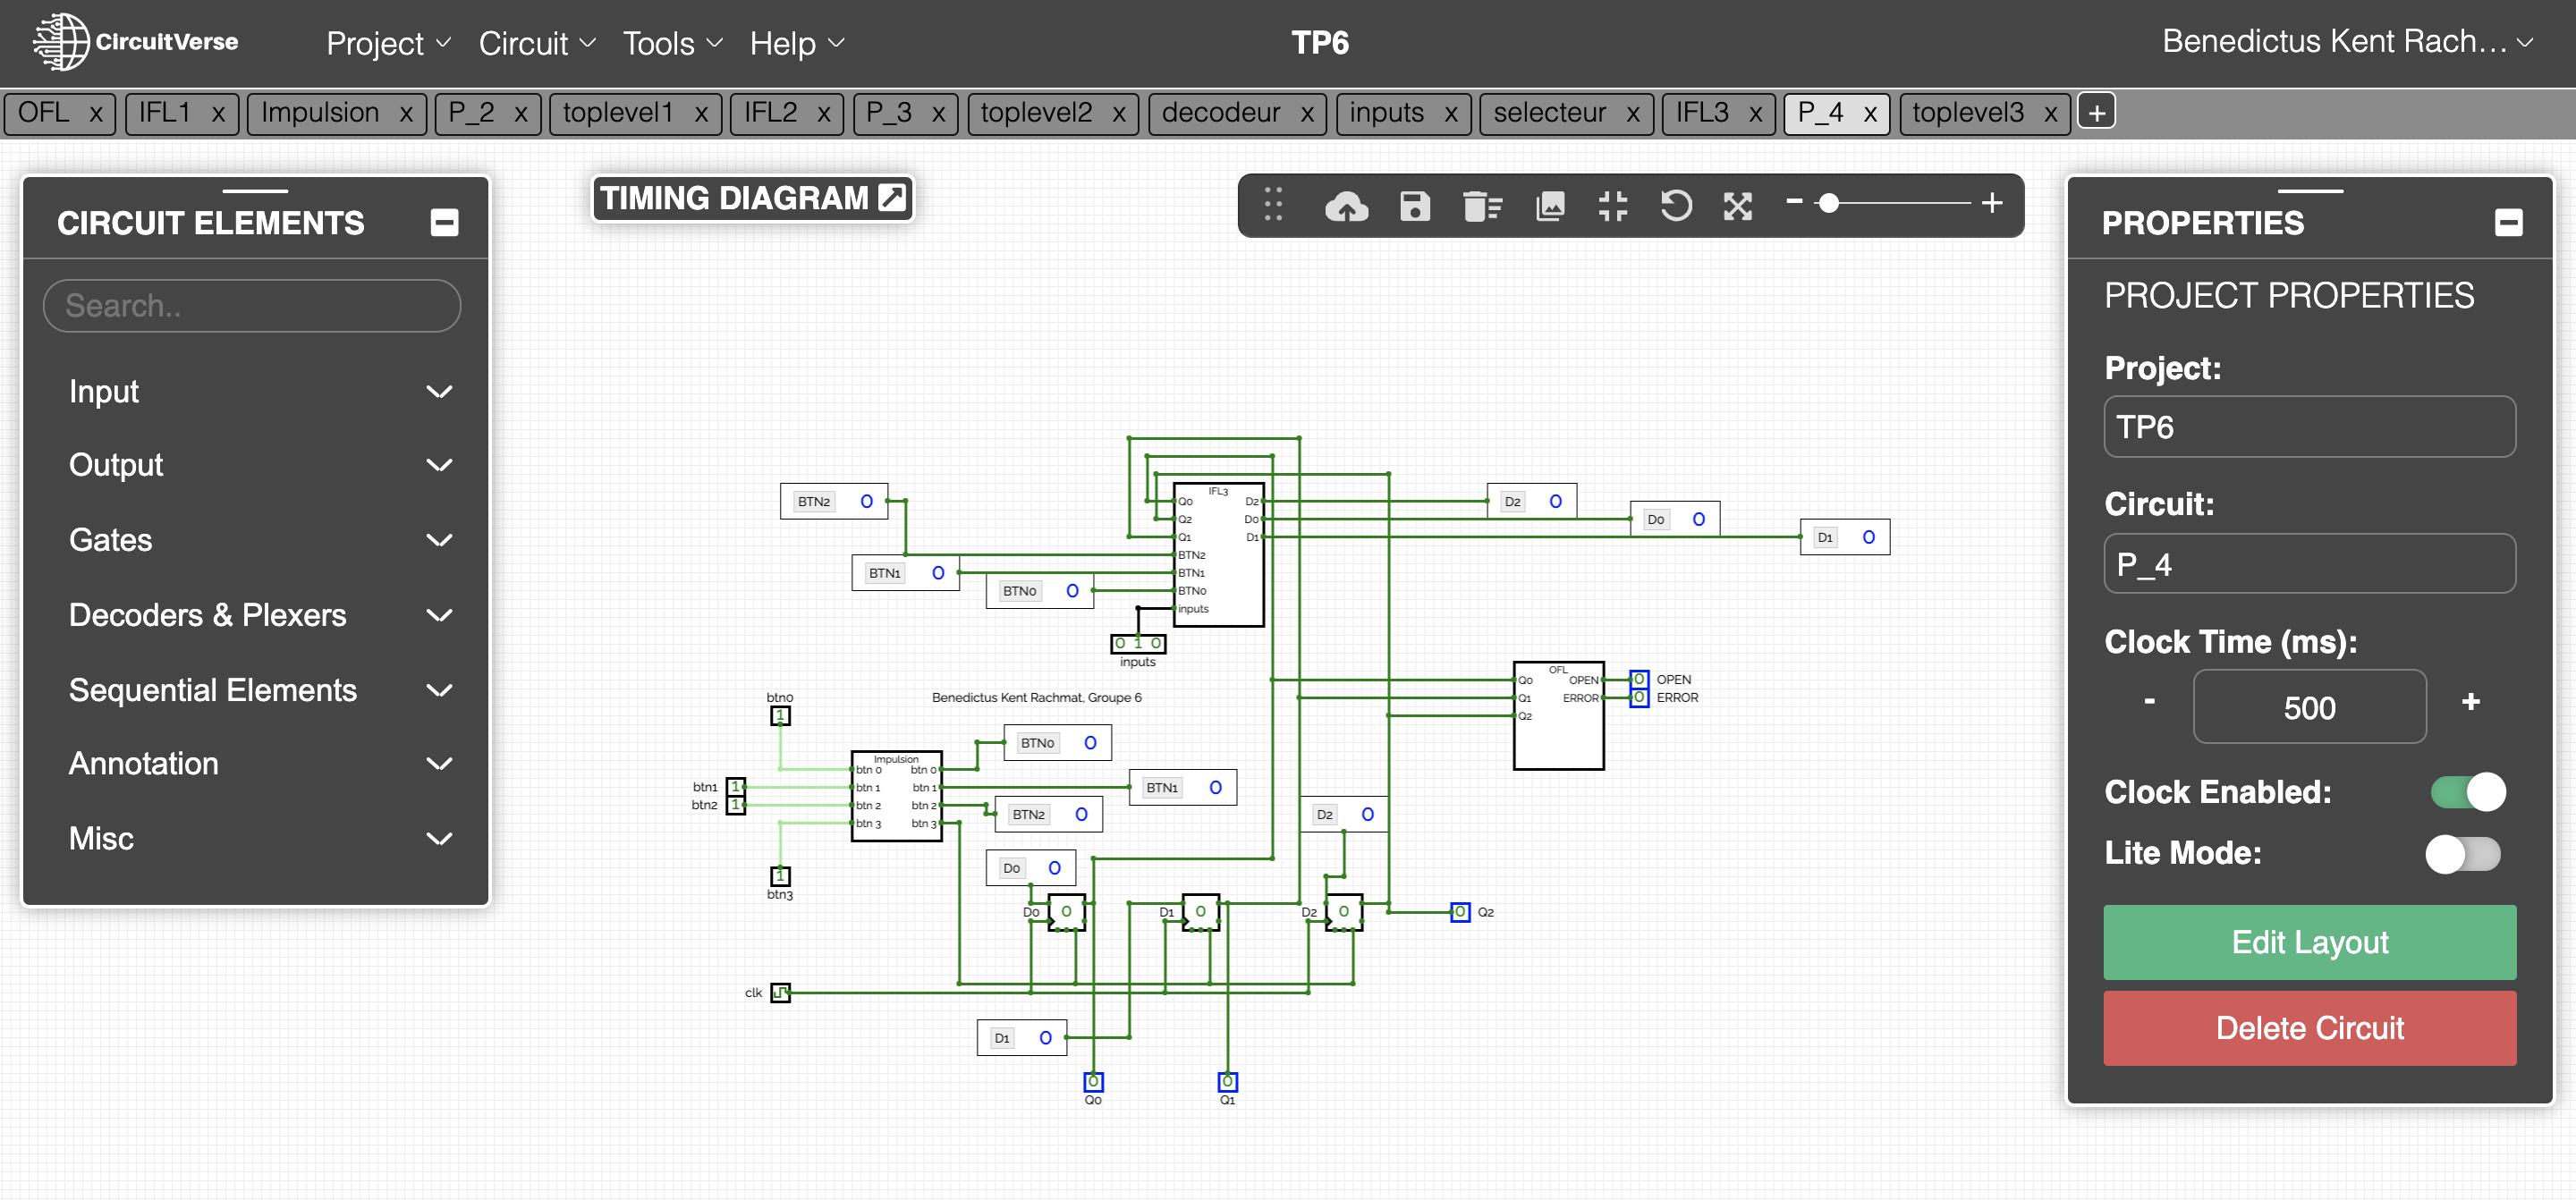 CircuitVerse Project Circuit Tools Help TP6 Benedictus Kent Rach...
OFL x IFL1 x Impulsion x P_2 x toplevel1 x IFL2 x P_3 x toplevel2 x decodeur x inputs x selecteur x IFL3 x P_4 x toplevel3 x +
CIRCUIT ELEMENTS
Search..
Input
Output
Gates
Decoders & Plexers
Sequential Elements
Annotation
Misc
TIMING DIAGRAM
- +
BTN2 0
BTN1 0
BTN0 0
IFL3
Q0 D2
Q2 D0
Q1 D1
BTN2
BTN1
BTN0
inputs
D2 0
D0 0
D1 0
0 1 0
inputs
OFL
Q0 OPEN 0 OPEN
Q1 ERROR 0 ERROR
Q2
btn0
1
Benedictus Kent Rachmat, Groupe 6
BTN0 0
Impulsion
btn 0 btn 0
btn1 1 btn 1 btn 1
btn2 1 btn 2 btn 2
btn 3 btn 3
BTN1 0
BTN2 0
D2 0
1
btn3
D0 0
D0 0
D1 0
D2 0
0 Q2
clk
D1 0
0
Q0
0
Q1
PROPERTIES
PROJECT PROPERTIES
Project:
TP6
Circuit:
P_4
Clock Time (ms):
- 500 +
Clock Enabled:
Lite Mode:
Edit Layout
Delete Circuit